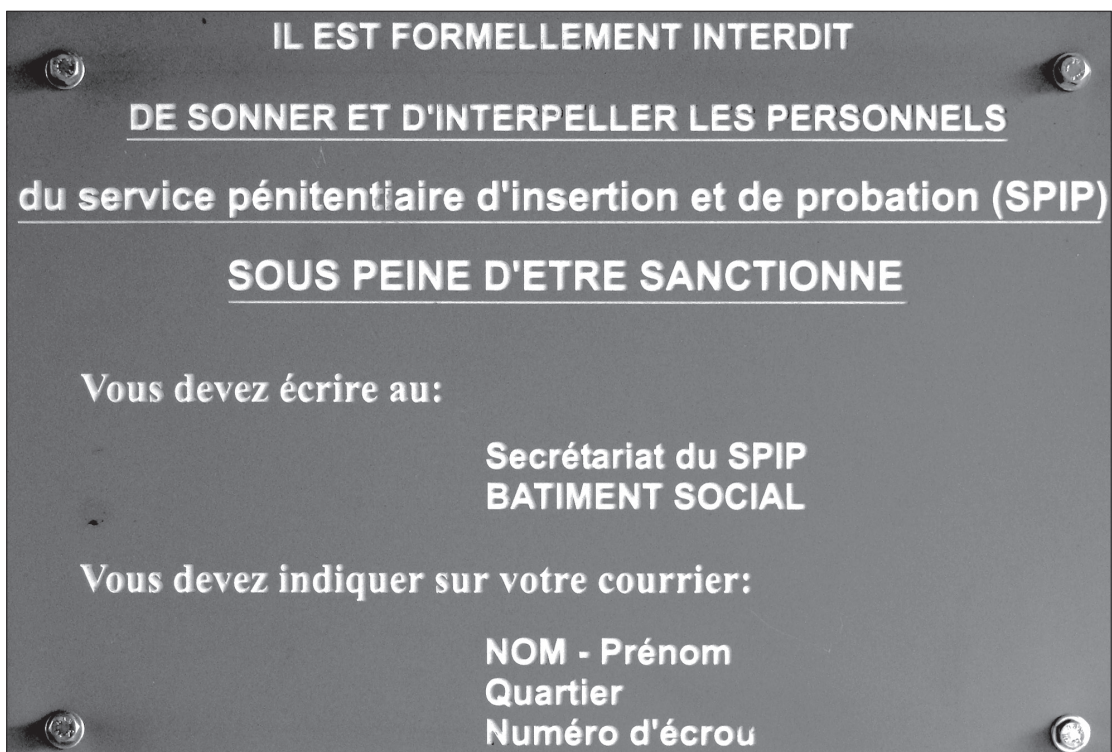 IL EST FORMELLEMENT INTERDIT
DE SONNER ET D'INTERPELLER LES PERSONNELS
du service pénitentiaire d'insertion et de probation (SPIP)
SOUS PEINE D'ETRE SANCTIONNE
Vous devez écrire au:
Secrétariat du SPIP
BATIMENT SOCIAL
Vous devez indiquer sur votre courrier:
NOM - Prénom
Quartier
Numéro d'écrou